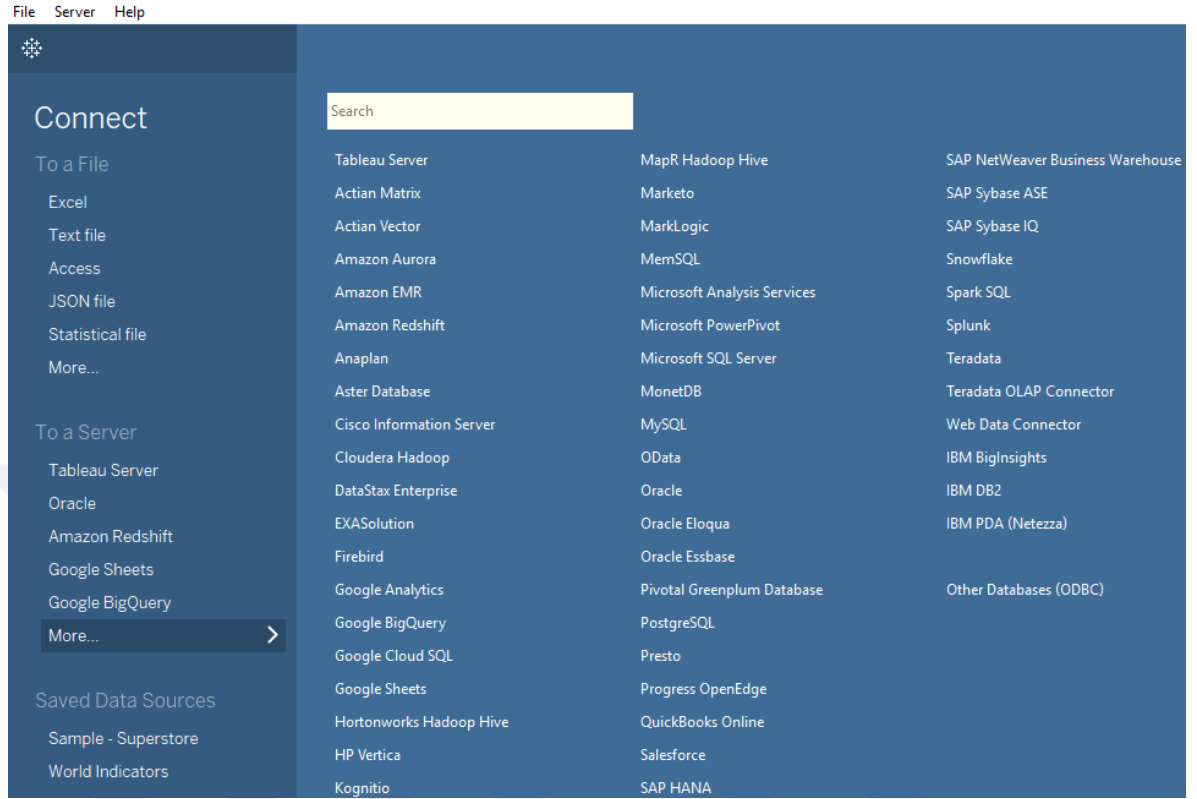 File Server Help
Connect
To a File
Excel
Text file
Access
JSON file
Statistical file
More...
To a Server
Tableau Server
Oracle
Amazon Redshift
Google Sheets
Google BigQuery
More...
Saved Data Sources
Sample - Superstore
World Indicators
Search
Tableau Server
Actian Matrix
Actian Vector
Amazon Aurora
Amazon EMR
Amazon Redshift
Anaplan
Aster Database
Cisco Information Server
Cloudera Hadoop
DataStax Enterprise
EXASolution
Firebird
Google Analytics
Google BigQuery
Google Cloud SQL
Google Sheets
Hortonworks Hadoop Hive
HP Vertica
Kognitio
MapR Hadoop Hive
Marketo
MarkLogic
MemSQL
Microsoft Analysis Services
Microsoft PowerPivot
Microsoft SQL Server
MonetDB
MySQL
OData
Oracle
Oracle Eloqua
Oracle Essbase
Pivotal Greenplum Database
PostgreSQL
Presto
Progress OpenEdge
QuickBooks Online
Salesforce
SAP HANA
SAP NetWeaver Business Warehouse
SAP Sybase ASE
SAP Sybase IQ
Snowflake
Spark SQL
Splunk
Teradata
Teradata OLAP Connector
Web Data Connector
IBM BigInsights
IBM DB2
IBM PDA (Netezza)
Other Databases (ODBC)